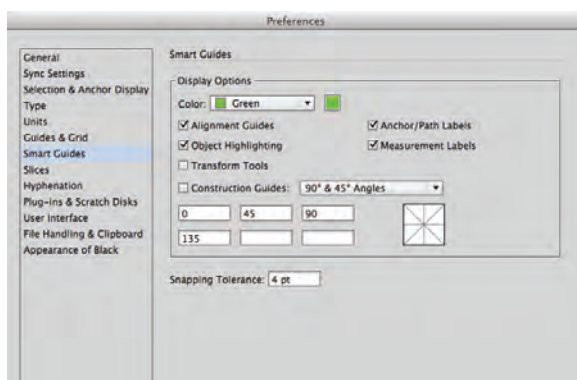 Preferences
General
Sync Settings
Selection & Anchor Display
Type
Units
Guides & Grid
Smart Guides
Slices
Hyphenation
Plug-ins & Scratch Disks
User Interface
File Handling & Clipboard
Appearance of Black
Smart Guides
Display Options
Color: Green
Alignment Guides Anchor/Path Labels
Object Highlighting Measurement Labels
Transform Tools
Construction Guides: 90° & 45° Angles
0 45 90
135
Snapping Tolerance: 4 pt